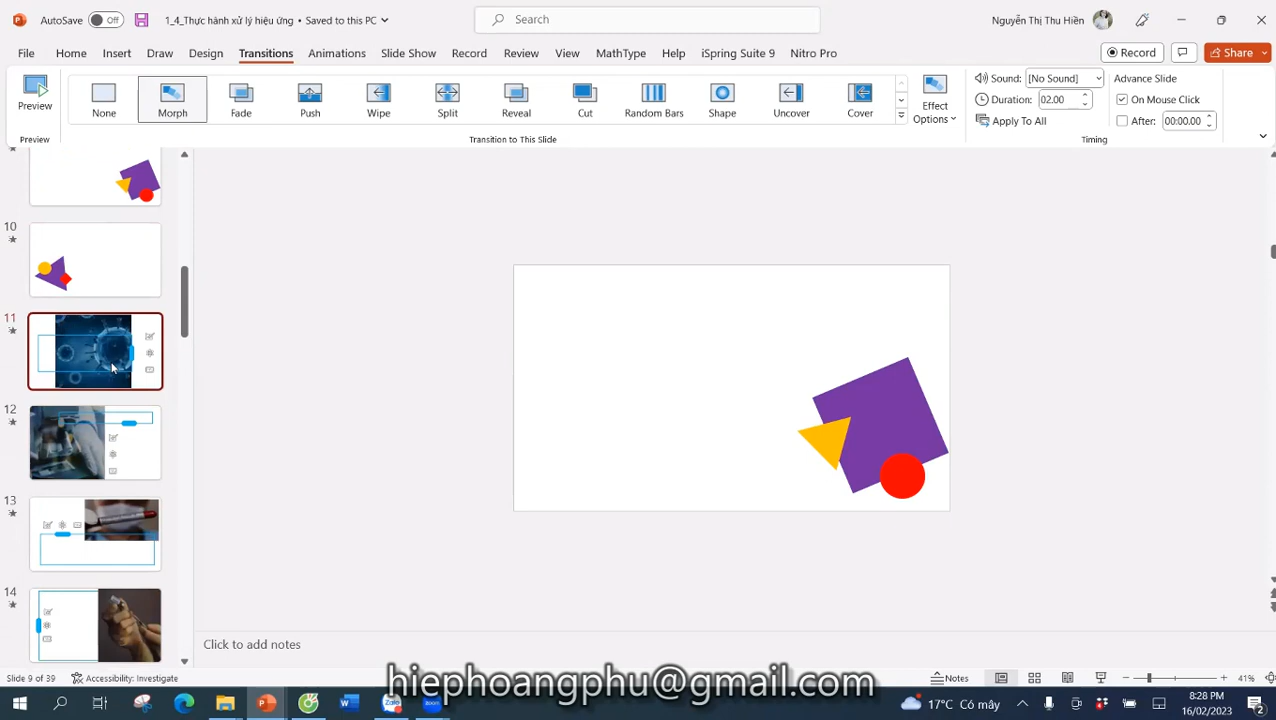 AutoSave Off 1_4_Thực hành xử lý hiệu ứng • Saved to this PC Search Nguyễn Thị Thu Hiền
File Home Insert Draw Design Transitions Animations Slide Show Record Review View MathType Help iSpring Suite 9 Nitro Pro Record Share
Preview None Morph Fade Push Wipe Split Reveal Cut Random Bars Shape Uncover Cover Effect Options
Sound: [No Sound] Advance Slide
Duration: 02.00 On Mouse Click
Apply To All After: 00:00.00
Preview Transition to This Slide Timing
10
11
12
13
14
Click to add notes
Slide 9 of 39 Accessibility: Investigate Notes 41%
hiephoangphu@gmail.com
W Zalo zoom 17°C Có mây 8:28 PM
16/02/2023 2